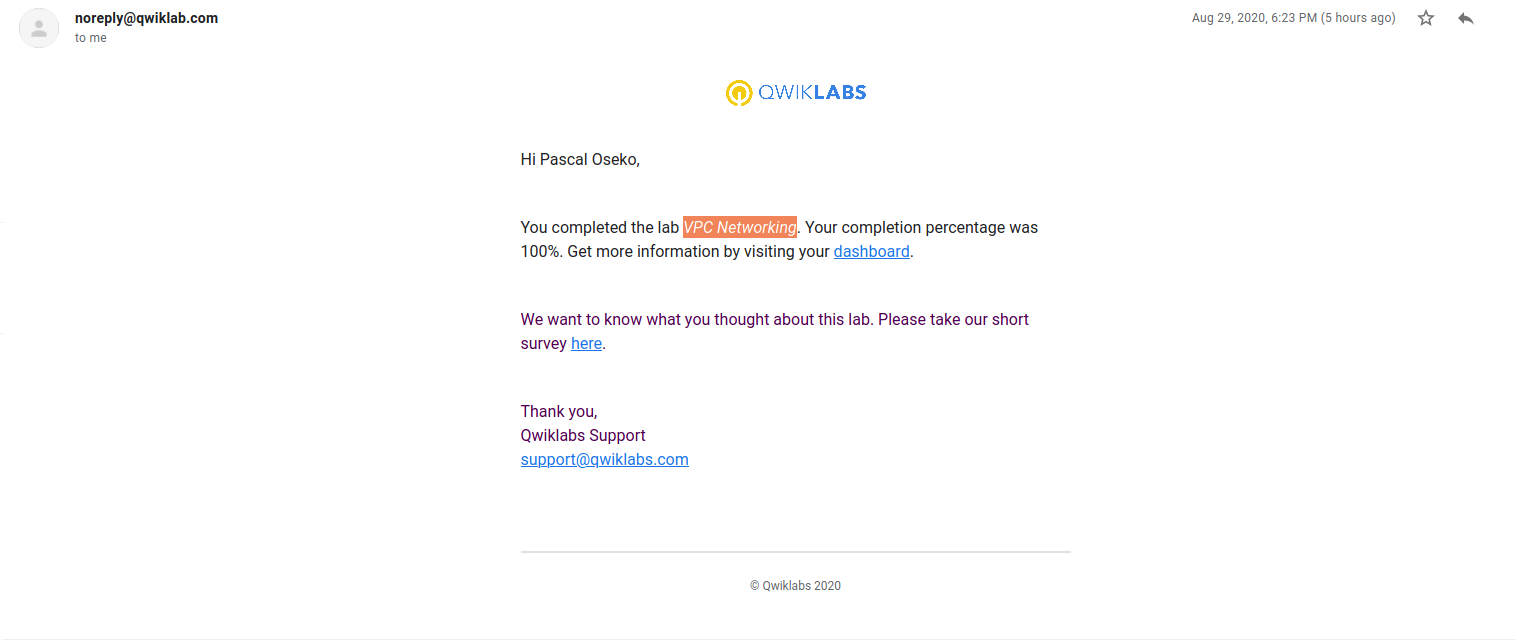 noreply@qwiklab.com
Aug 29, 2020, 6:23 PM (5 hours ago)
to me
QWIKLABS
Hi Pascal Oseko,
You completed the lab VPC Networking. Your completion percentage was
100%. Get more information by visiting your dashboard.
We want to know what you thought about this lab. Please take our short
survey here.
Thank you,
Qwiklabs Support
support@qwiklabs.com
© Qwiklabs 2020